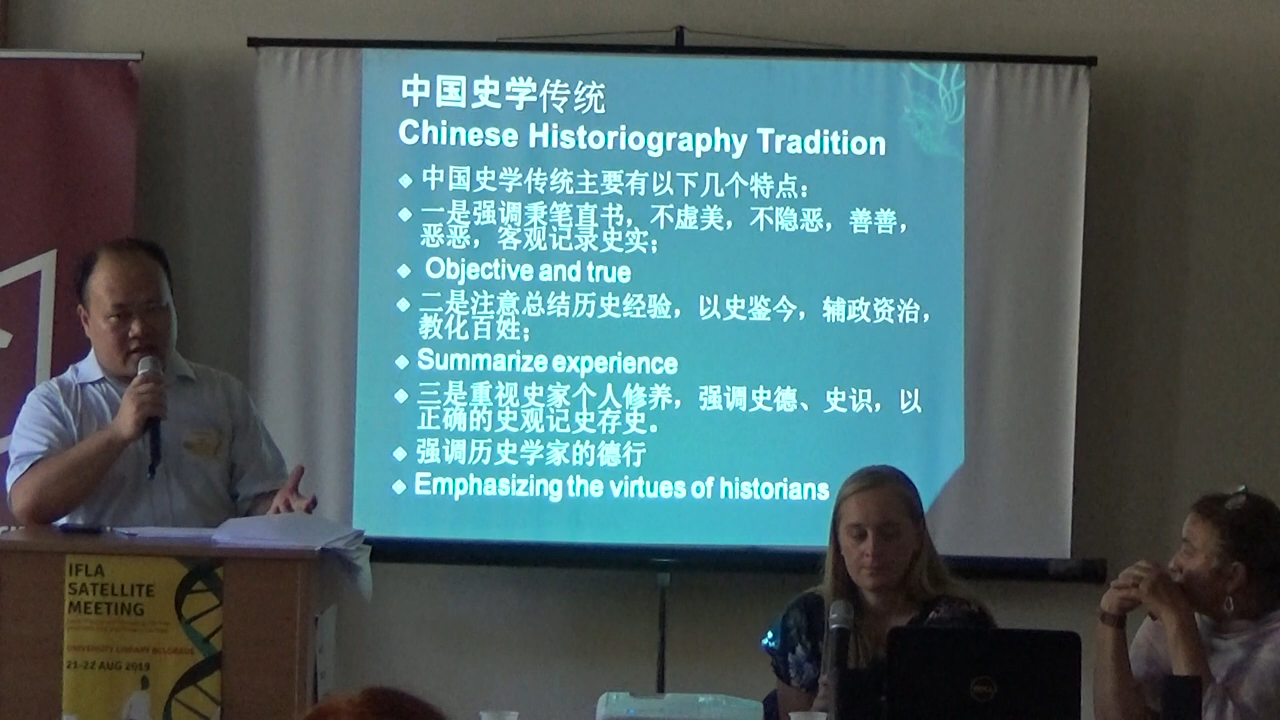 中国史学传统
Chinese Historiography Tradition
中国史学传统主要有以下几个特点：
一是强调秉笔直书，不虚美，不隐恶，善善，
恶恶，客观记录史实；
Objective and true
二是注意总结历史经验，以史鉴今，辅政资治，
教化百姓；
Summarize experience
三是重视史家个人修养，强调史德、史识，以
正确的史观记史存史。
强调历史学家的德行
Emphasizing the virtues of historians
IFLA
SATELLITE
MEETING
UNIVERSITY LIBRARY BELGRADE
21-22 AUG 2019
DELL